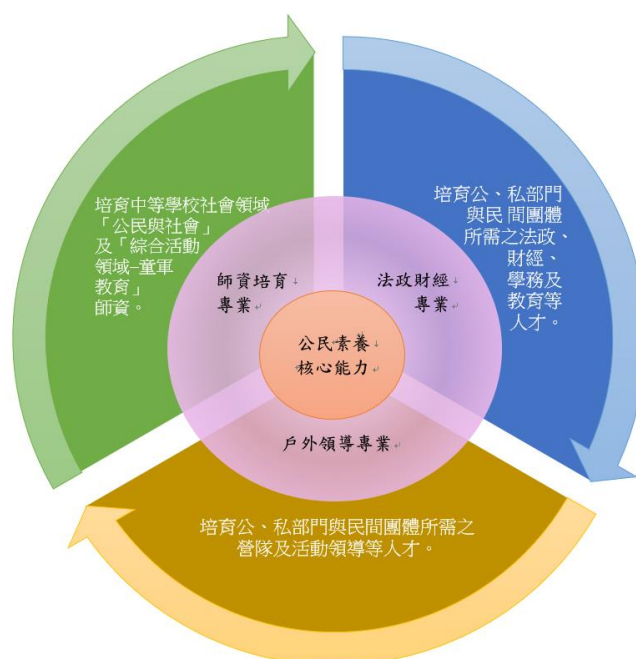 培育中等學校社會領域
「公民與社會」
及「綜合活動
領域–童軍
教育」
師資。
培育公、私部門
與民間團體
所需之法政、
財經、
學務及
教育等
人才。
師資培育↓
專業↵
法政財經↓
專業↵
公民素養↓
核心能力↵
戶外領導專業↵
培育公、私部門與民間團體所需之
營隊及活動領導等人才。